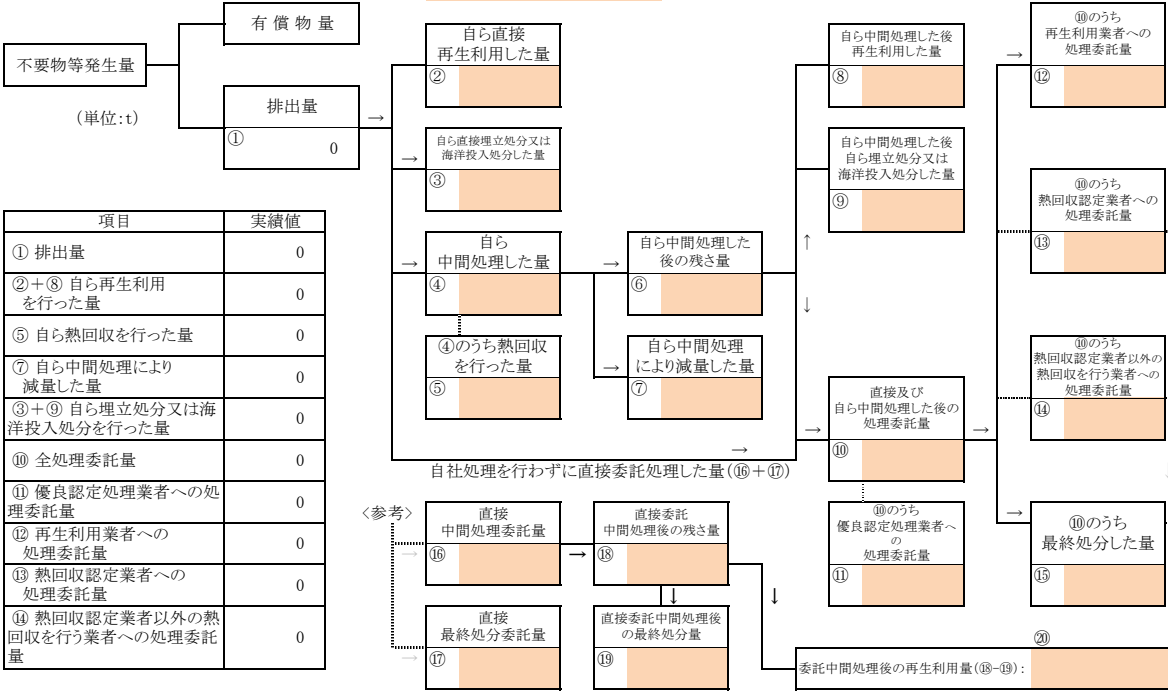 有 償 物 量
不要物等発生量
(単位:t)
排出量
①
0
→
自ら直接
再生利用した量
②
→
自ら直接埋立処分又は
海洋投入処分した量
③
→
自ら
中間処理した量
④
④のうち熱回収
を行った量
⑤
→
自ら中間処理した
後の残さ量
⑥
→
自ら中間処理
により減量した量
⑦
自ら中間処理した後
再生利用した量
⑧
自ら中間処理した後
自ら埋立処分又は
海洋投入処分した量
⑨
↑
↓
→
直接及び
自ら中間処理した後の
処理委託量
⑩
⑩のうち
優良認定処理業者へ
の
処理委託量
⑪
→
⑩のうち
再生利用業者への
処理委託量
⑫
⑩のうち
熱回収認定業者への
処理委託量
⑬
→
⑩のうち
熱回収認定業者以外の
熱回収を行う業者への
処理委託量
⑭
→
⑩のうち
最終処分した量
⑮
→
自社処理を行わずに直接委託処理した量(⑯+⑰)
項目 実績値
① 排出量 0
②+⑧ 自ら再生利用
を行った量 0
⑤ 自ら熱回収を行った量 0
⑦ 自ら中間処理により
減量した量 0
③+⑨ 自ら埋立処分又は海
洋投入処分を行った量 0
⑩ 全処理委託量 0
⑪ 優良認定処理業者への処
理委託量 0
⑫ 再生利用業者への
処理委託量 0
⑬ 熱回収認定業者への
処理委託量 0
⑭ 熱回収認定業者以外の熱
回収を行う業者への処理委託
量 0
<参考>
→
直接
中間処理委託量
⑯
→
直接委託
中間処理後の残さ量
⑱
→
直接
最終処分委託量
⑰
↓
直接委託中間処理後
の最終処分量
⑲
↓
⑳
委託中間処理後の再生利用量(⑱-⑲):